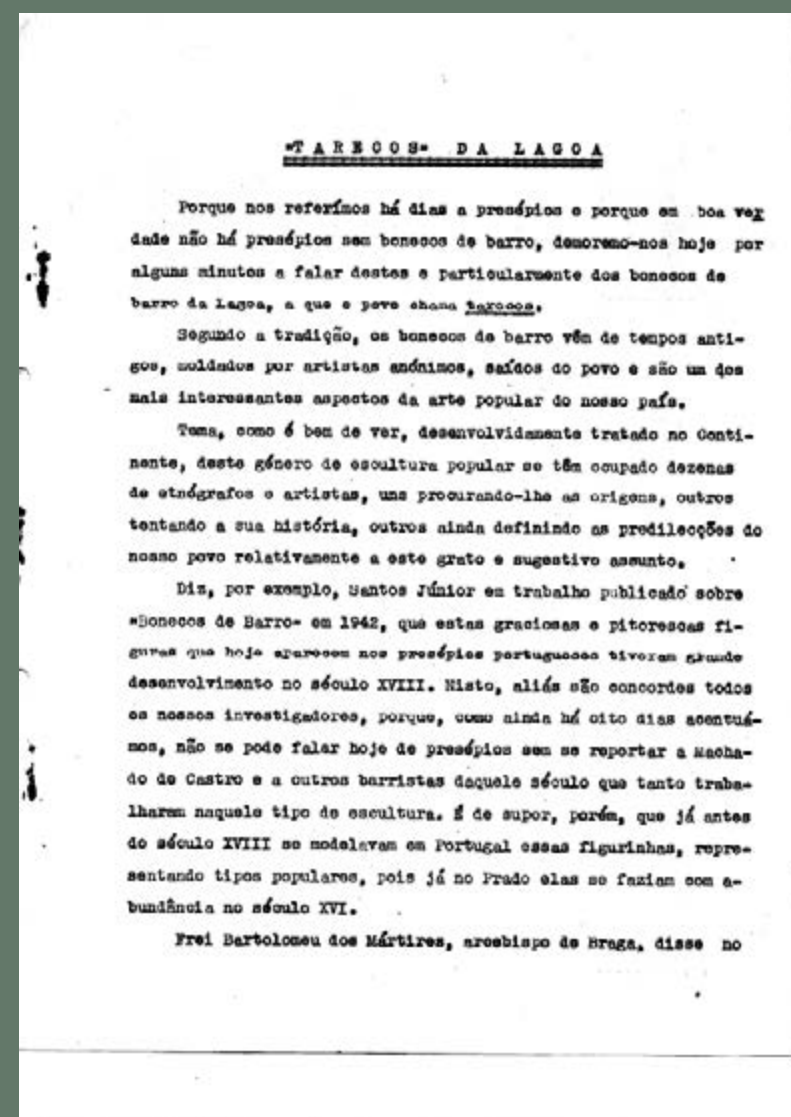 "TARECOS" DA LAGOA
Porque nos referímos há dias a presépios e porque em boa ver
dade não há presépios sem bonecos de barro, demoremo-nos hoje por
alguns minutos a falar destes e particularmente dos bonecos de
barro da Lagoa, a que o povo chama tarecos.
Segundo a tradição, os bonecos de barro vêm de tempos anti-
gos, moldados por artistas anónimos, saídos do povo e são um dos
mais interessantes aspectos da arte popular do nosso país.
Tema, como é bem de ver, desenvolvidamente tratado no Conti-
nente, deste género de escultura popular se têm ocupado dezenas
de etnógrafos e artistas, uns procurando-lhe as origens, outros
tentando a sua história, outros ainda definindo as predilecções do
nosso povo relativamente a este grato e sugestivo assunto.
Diz, por exemplo, Santos Júnior em trabalho publicado sobre
"Bonecos de Barro" em 1942, que estas graciosas e pitorescas fi-
guras que hoje aparecem nos presépios portugueses tiveram grande
desenvolvimento no século XVIII. Nisto, aliás são concordes todos
os nossos investigadores, porque, como ainda há oito dias acentuá-
mos, não se pode falar hoje de presépios sem se reportar a Macha-
do de Castro e a outros barristas daquele século que tanto traba-
lharam naquele tipo de escultura. É de supor, porém, que já antes
do século XVIII se modelavam em Portugal essas figurinhas, repre-
sentando tipos populares, pois já no Prado elas se faziam com a-
bundância no século XVI.
Frei Bartolomeu dos Mártires, arcebispo de Braga, disse no